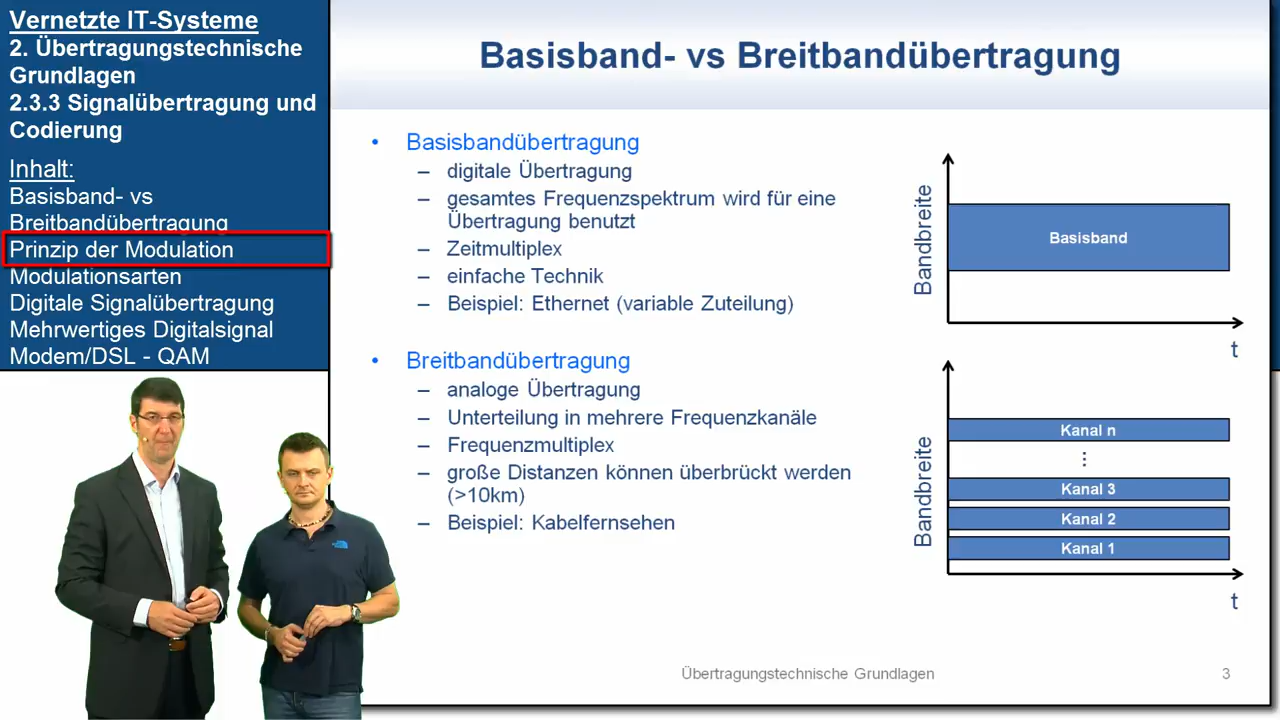 Vernetzte IT-Systeme
2. Übertragungstechnische
Grundlagen
2.3.3 Signalübertragung und
Codierung
Inhalt:
Basisband- vs
Breitbandübertragung
Prinzip der Modulation
Modulationsarten
Digitale Signalübertragung
Mehrwertiges Digitalsignal
Modem/DSL - QAM
Basisband- vs Breitbandübertragung
• Basisbandübertragung
– digitale Übertragung
– gesamtes Frequenzspektrum wird für eine
Übertragung benutzt
– Zeitmultiplex
– einfache Technik
– Beispiel: Ethernet (variable Zuteilung)
Bandbreite
Basisband
t
• Breitbandübertragung
– analoge Übertragung
– Unterteilung in mehrere Frequenzkanäle
– Frequenzmultiplex
– große Distanzen können überbrückt werden
(>10km)
– Beispiel: Kabelfernsehen
Bandbreite
Kanal n
⋮
Kanal 3
Kanal 2
Kanal 1
t
Übertragungstechnische Grundlagen
3